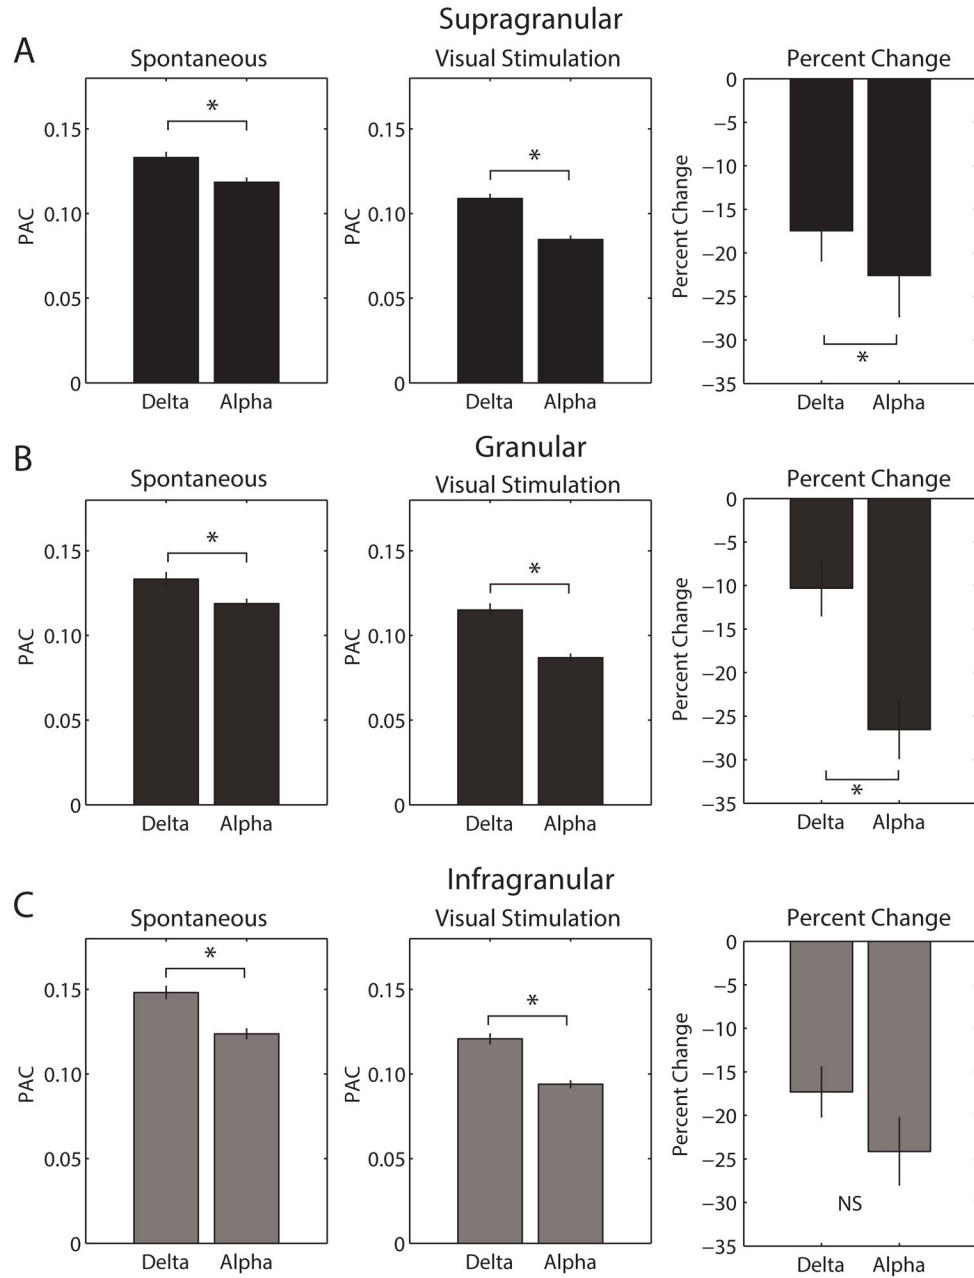 Supragranular
A
Spontaneous
Visual Stimulation
Percent Change
PAC
0.15
0.10
0.05
0
*
Delta Alpha
PAC
0.15
0.10
0.05
0
*
Delta Alpha
Percent Change
0
−5
−10
−15
−20
−25
−30
−35
*
Delta Alpha
Granular
B
Spontaneous
Visual Stimulation
Percent Change
PAC
0.15
0.10
0.05
0
*
Delta Alpha
PAC
0.15
0.10
0.05
0
*
Delta Alpha
Percent Change
0
−5
−10
−15
−20
−25
−30
−35
*
Delta Alpha
Infragranular
C
Spontaneous
Visual Stimulation
Percent Change
PAC
0.15
0.10
0.05
0
*
Delta Alpha
PAC
0.15
0.10
0.05
0
*
Delta Alpha
Percent Change
0
−5
−10
−15
−20
−25
−30
−35
NS
Delta Alpha